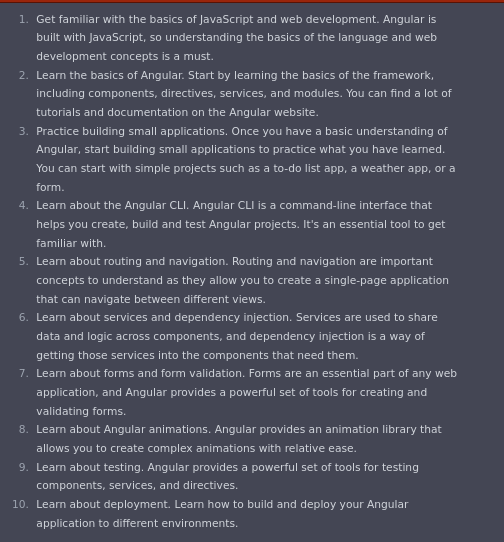 1. Get familiar with the basics of JavaScript and web development. Angular is
built with JavaScript, so understanding the basics of the language and web
development concepts is a must.
2. Learn the basics of Angular. Start by learning the basics of the framework,
including components, directives, services, and modules. You can find a lot of
tutorials and documentation on the Angular website.
3. Practice building small applications. Once you have a basic understanding of
Angular, start building small applications to practice what you have learned.
You can start with simple projects such as a to-do list app, a weather app, or a
form.
4. Learn about the Angular CLI. Angular CLI is a command-line interface that
helps you create, build and test Angular projects. It's an essential tool to get
familiar with.
5. Learn about routing and navigation. Routing and navigation are important
concepts to understand as they allow you to create a single-page application
that can navigate between different views.
6. Learn about services and dependency injection. Services are used to share
data and logic across components, and dependency injection is a way of
getting those services into the components that need them.
7. Learn about forms and form validation. Forms are an essential part of any web
application, and Angular provides a powerful set of tools for creating and
validating forms.
8. Learn about Angular animations. Angular provides an animation library that
allows you to create complex animations with relative ease.
9. Learn about testing. Angular provides a powerful set of tools for testing
components, services, and directives.
10. Learn about deployment. Learn how to build and deploy your Angular
application to different environments.